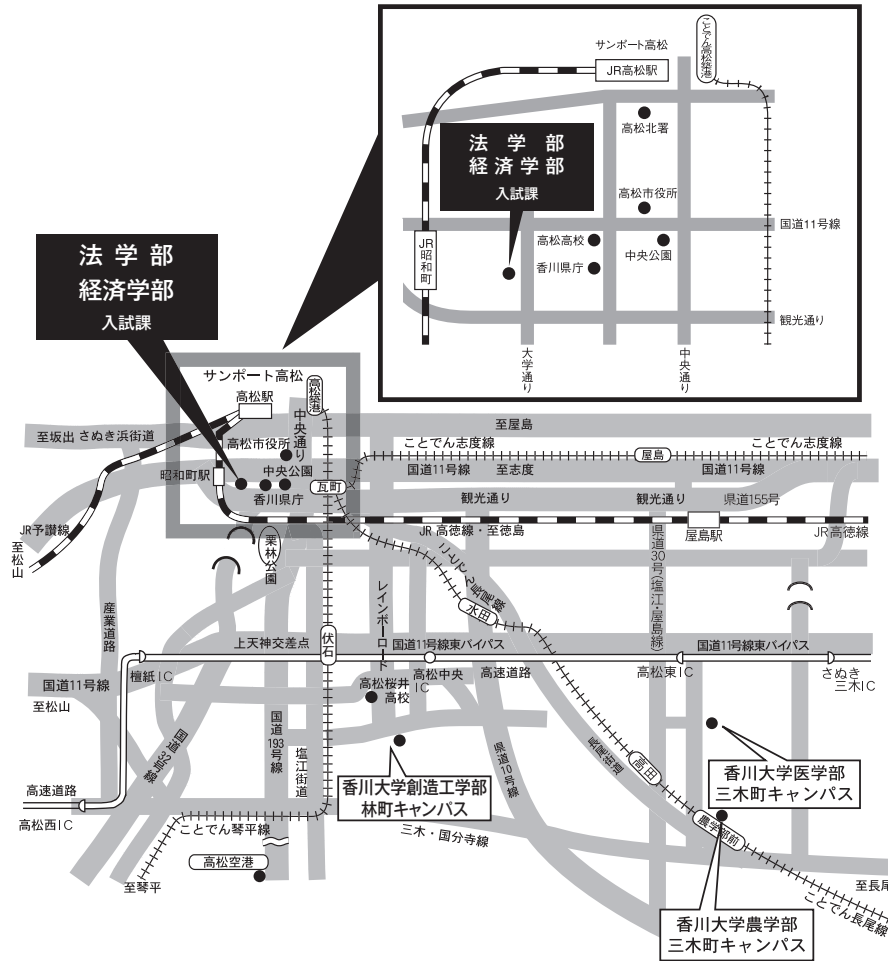 サンポート高松
JR高松駅
ことでん高松築港
高松北署
法学部
経済学部
入試課
高松市役所
国道11号線
高松高校
中央公園
香川県庁
JR昭和町
観光通り
大学通り
中央通り
法学部
経済学部
入試課
サンポート高松
高松駅
高松築港
中央通り
至坂出 さぬき浜街道
高松市役所
至屋島
ことでん志度線
屋島
ことでん志度線
昭和町駅
中央公園
香川県庁
瓦町
国道11号線
至志度
国道11号線
観光通り
観光通り
県道155号
JR予讃線
至松山
JR 高徳線・至徳島
屋島駅
JR高徳線
栗林公園
ことでん長尾線
県道30号(塩江・屋島線)
レインボーロード
水田
産業道路
上天神交差点
伏石
国道11号線東バイパス
国道11号線東バイパス
檀紙IC
高松中央
IC
高速道路
高松東IC
さぬき
三木IC
国道11号線
至松山
高松桜井
高校
国道32号線
国道193号線
塩江街道
県道10号線
長尾街道
高田
高速道路
高松西IC
香川大学創造工学部
林町キャンパス
香川大学医学部
三木町キャンパス
ことでん琴平線
三木・国分寺線
農学部前
高松空港
至琴平
至長尾
ことでん長尾線
香川大学農学部
三木町キャンパス